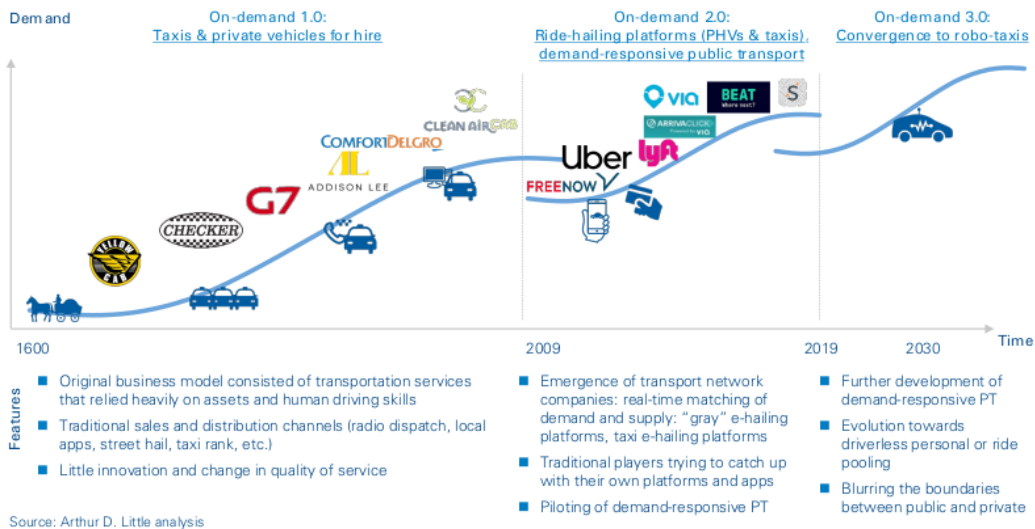 Demand
On-demand 1.0:
Taxis & private vehicles for hire
On-demand 2.0:
Ride-hailing platforms (PHVs & taxis),
demand-responsive public transport
On-demand 3.0:
Convergence to robo-taxis
YELLOW
CAB
CHECKER
G7
COMFORTDELGRO
AL
ADDISON LEE
CLEAN AIR CAB
FREENOW
Uber
lyft
via
ARRIVACLICK
Powered by VIA
BEAT
Where next?
S
1600
2009
2019
2030
Time
Features
■ Original business model consisted of transportation services
that relied heavily on assets and human driving skills
■ Traditional sales and distribution channels (radio dispatch, local
apps, street hail, taxi rank, etc.)
■ Little innovation and change in quality of service
■ Emergence of transport network
companies: real-time matching of
demand and supply: “gray” e-hailing
platforms, taxi e-hailing platforms
■ Traditional players trying to catch up
with their own platforms and apps
■ Piloting of demand-responsive PT
■ Further development of
demand-responsive PT
■ Evolution towards
driverless personal or ride
pooling
■ Blurring the boundaries
between public and private
Source: Arthur D. Little analysis